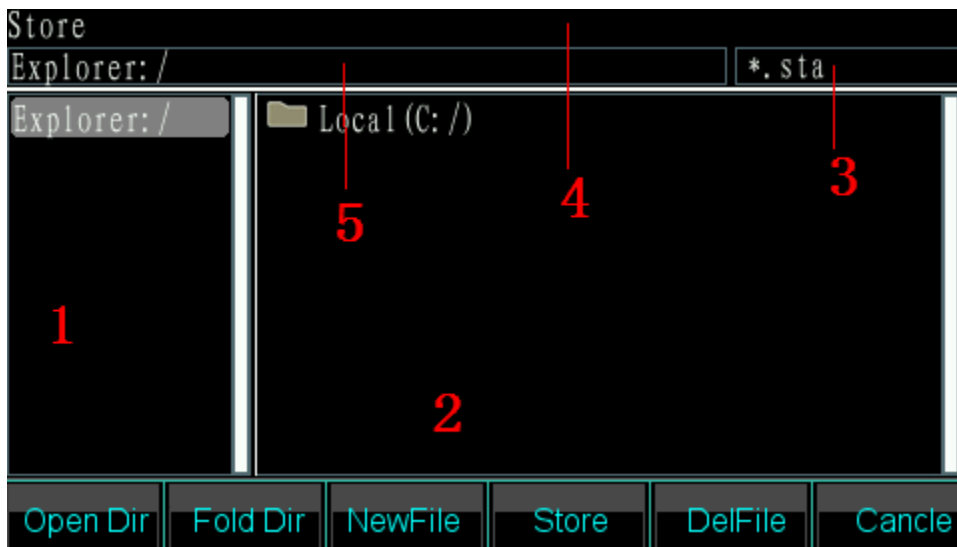 Store
Explorer:/ *.sta
Explorer:/ Local(C:/)
4
3
5
1
2
Open Dir Fold Dir NewFile Store DelFile Cancle